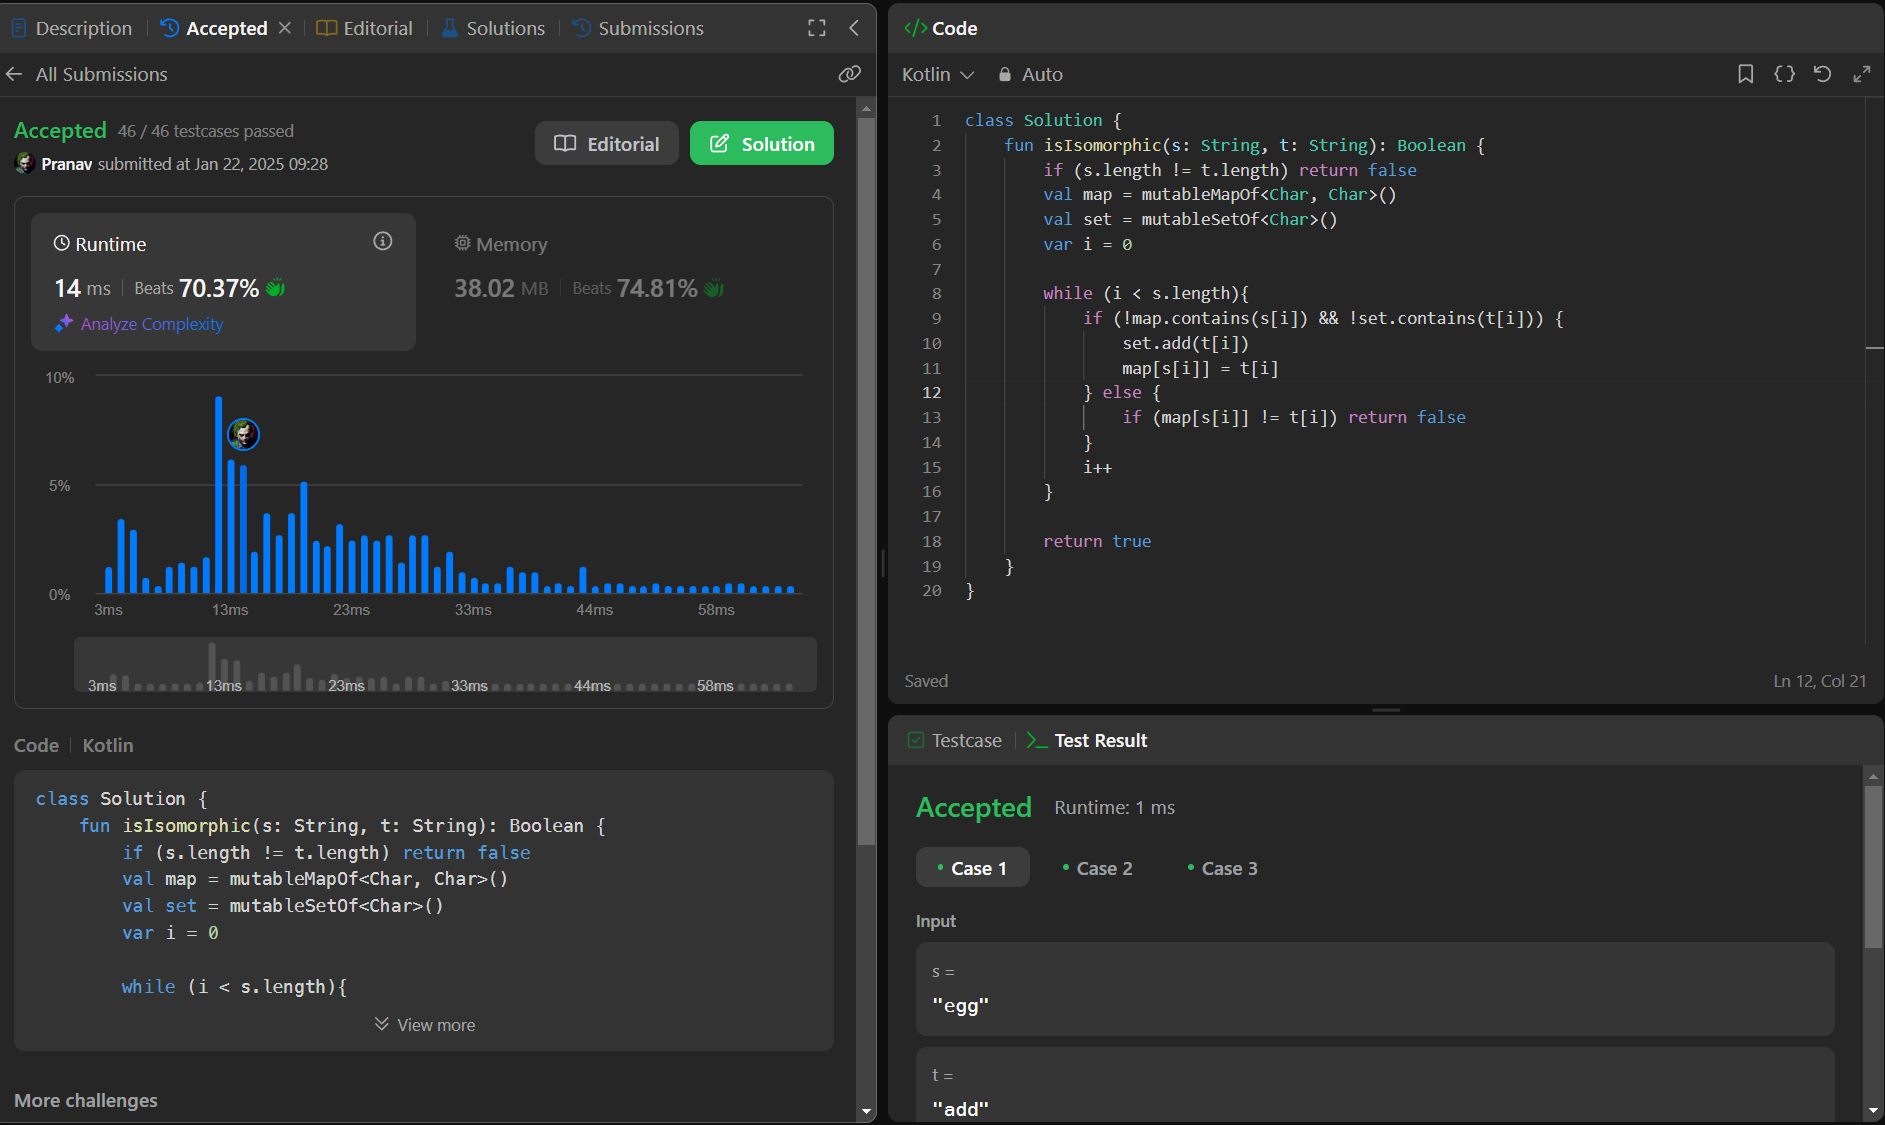 Description
Accepted
Editorial
Solutions
Submissions
All Submissions
Accepted 46 / 46 testcases passed
Pranav submitted at Jan 22, 2025 09:28
Editorial
Solution
Runtime
14 ms Beats 70.37%
Analyze Complexity
Memory
38.02 MB Beats 74.81%
10%
5%
0%
3ms 13ms 23ms 33ms 44ms 58ms
3ms 13ms 23ms 33ms 44ms 58ms
Code Kotlin
class Solution {
    fun isIsomorphic(s: String, t: String): Boolean {
        if (s.length != t.length) return false
        val map = mutableMapOf<Char, Char>()
        val set = mutableSetOf<Char>()
        var i = 0
        while (i < s.length){
View more
More challenges
</> Code
Kotlin Auto
1 class Solution {
2     fun isIsomorphic(s: String, t: String): Boolean {
3         if (s.length != t.length) return false
4         val map = mutableMapOf<Char, Char>()
5         val set = mutableSetOf<Char>()
6         var i = 0
7
8         while (i < s.length){
9             if (!map.contains(s[i]) && !set.contains(t[i])) {
10                 set.add(t[i])
11                 map[s[i]] = t[i]
12             } else {
13                 if (map[s[i]] != t[i]) return false
14             }
15             i++
16         }
17
18         return true
19     }
20 }
Saved
Ln 12, Col 21
Testcase
Test Result
Accepted Runtime: 1 ms
Case 1
Case 2
Case 3
Input
s =
"egg"
t =
"add"